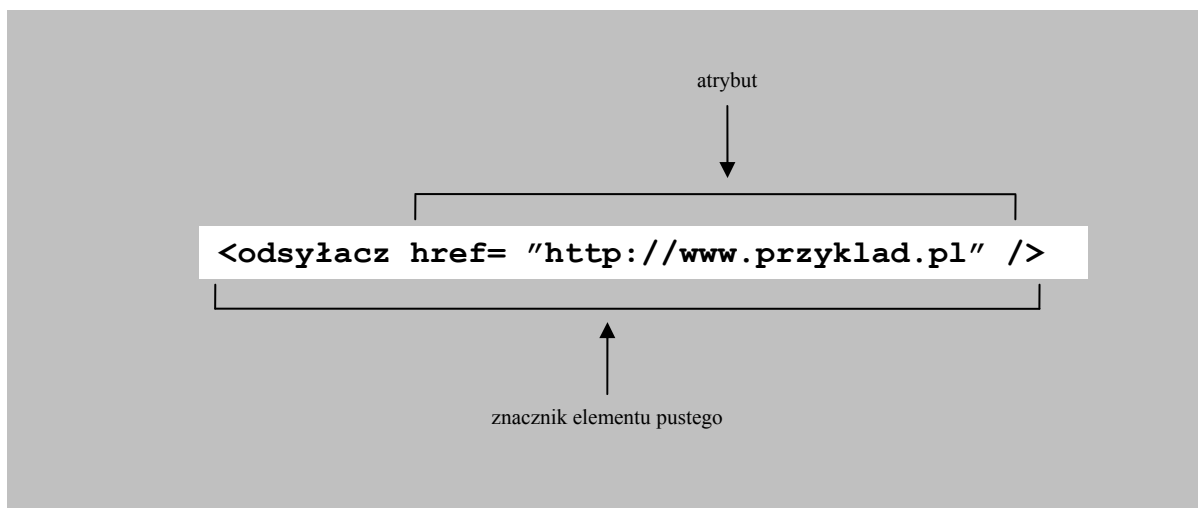 atrybut
<odsyłacz href= ”http://www.przyklad.pl” />
znacznik elementu pustego